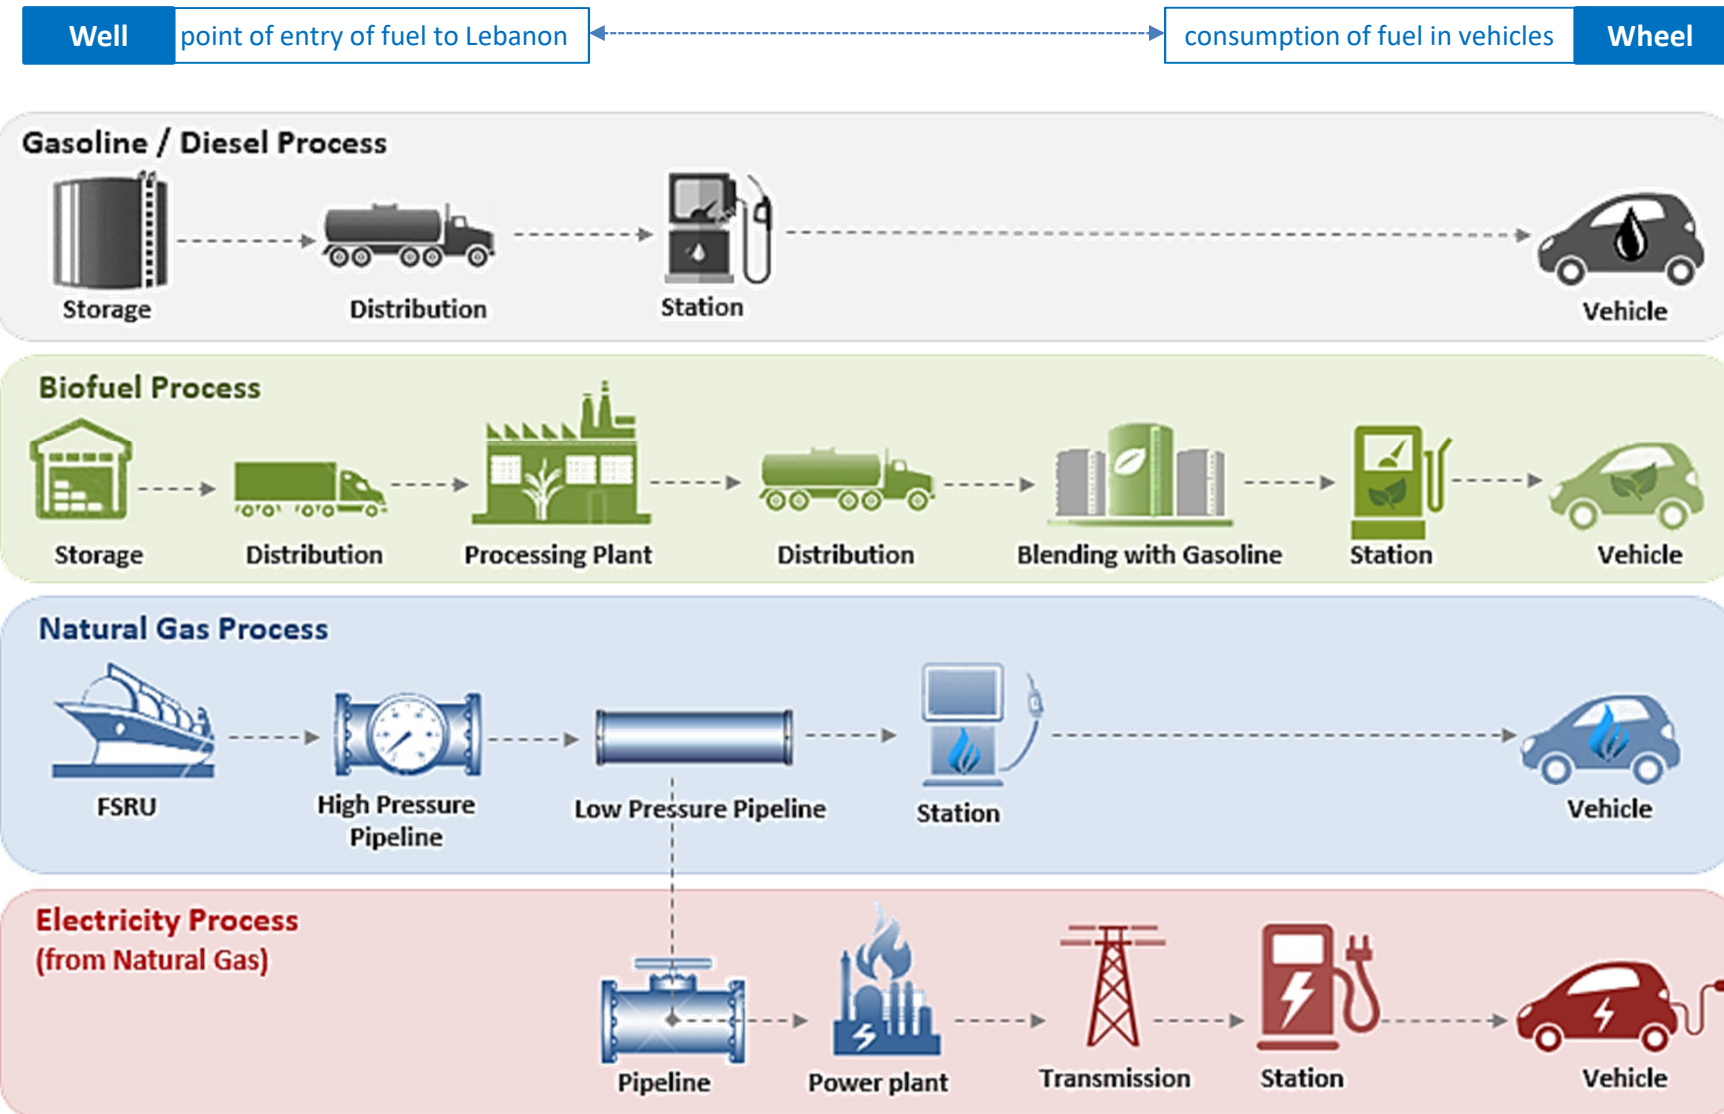 Well
point of entry of fuel to Lebanon
consumption of fuel in vehicles
Wheel
Gasoline / Diesel Process
Storage
Distribution
Station
Vehicle
Biofuel Process
Storage
Distribution
Processing Plant
Distribution
Blending with Gasoline
Station
Vehicle
Natural Gas Process
FSRU
High Pressure
Pipeline
Low Pressure Pipeline
Station
Vehicle
Electricity Process
(from Natural Gas)
Pipeline
Power plant
Transmission
Station
Vehicle